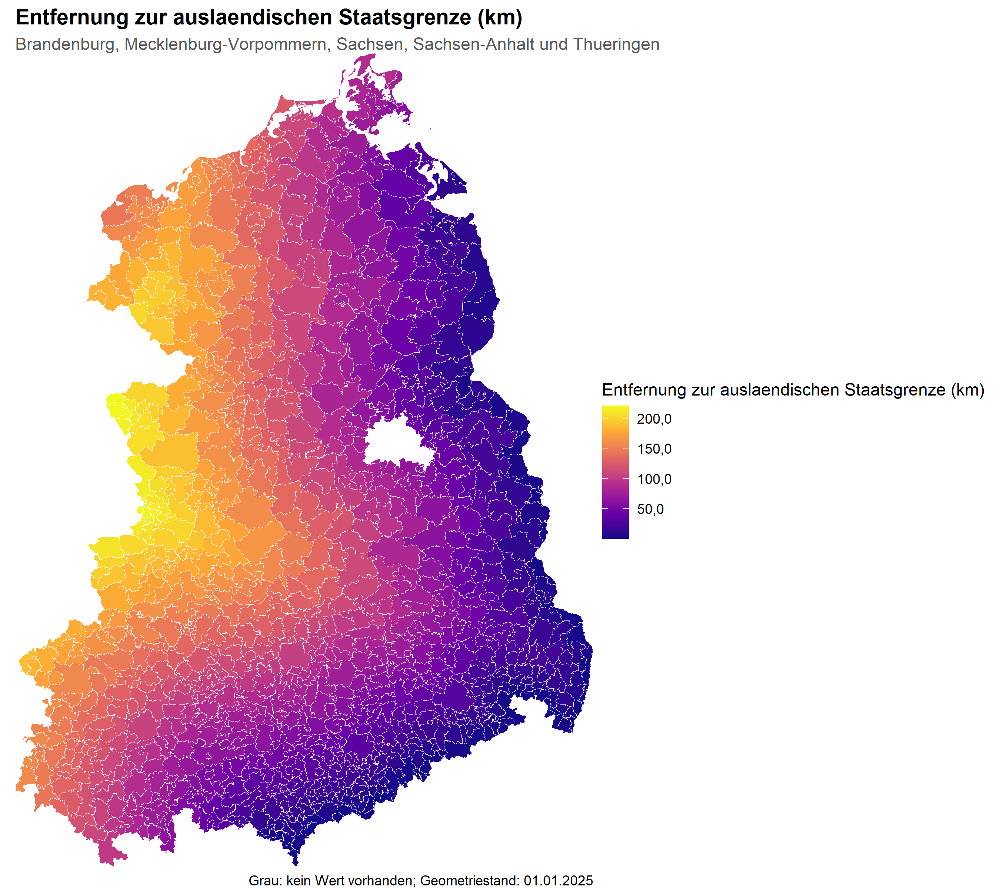 Entfernung zur auslaendischen Staatsgrenze (km)
Brandenburg, Mecklenburg-Vorpommern, Sachsen, Sachsen-Anhalt und Thueringen
Entfernung zur auslaendischen Staatsgrenze (km)
200,0
150,0
100,0
50,0
Grau: kein Wert vorhanden; Geometriestand: 01.01.2025